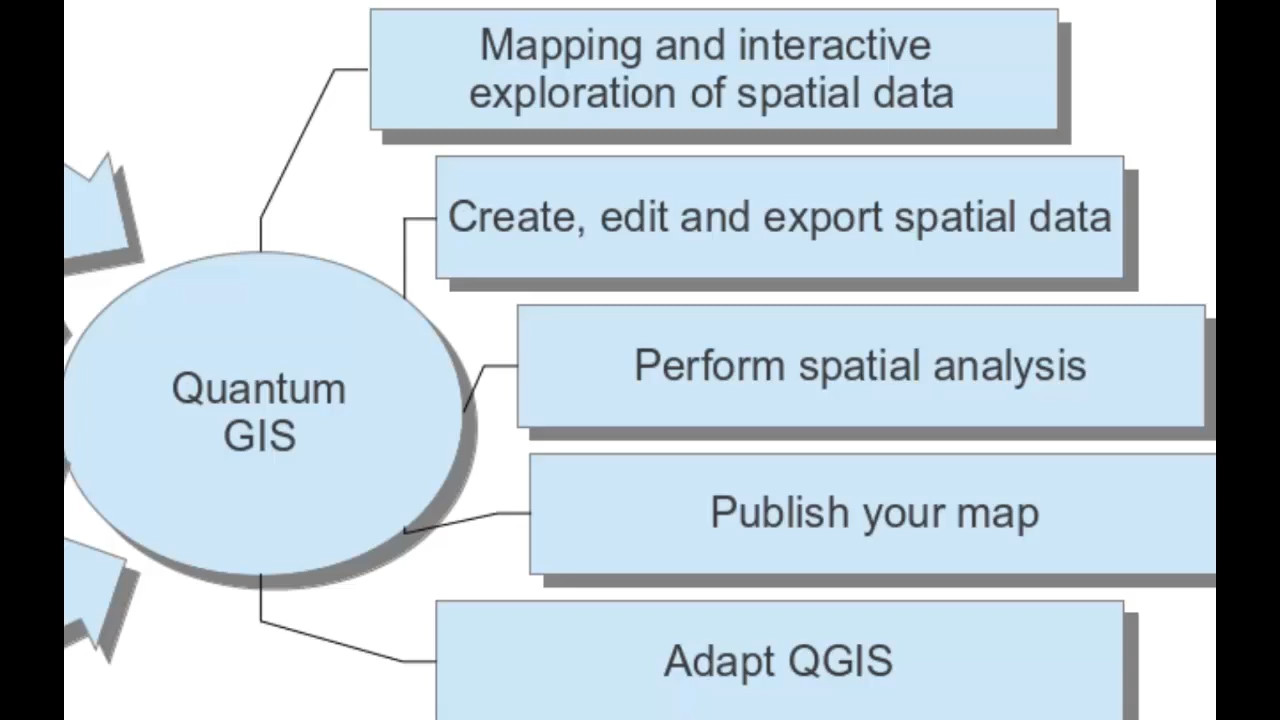 Mapping and interactive
exploration of spatial data
Create, edit and export spatial data
Perform spatial analysis
Quantum
GIS
Publish your map
Adapt QGIS